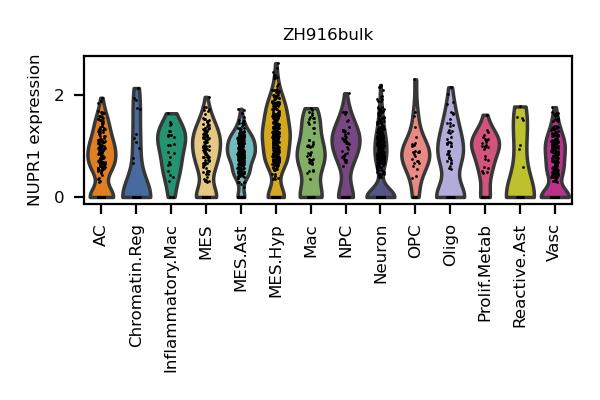 ZH916bulk
NUPR1 expression
2
0
AC
Chromatin.Reg
Inflammatory.Mac
MES
MES.Ast
MES.Hyp
Mac
NPC
Neuron
OPC
Oligo
Prolif.Metab
Reactive.Ast
Vasc